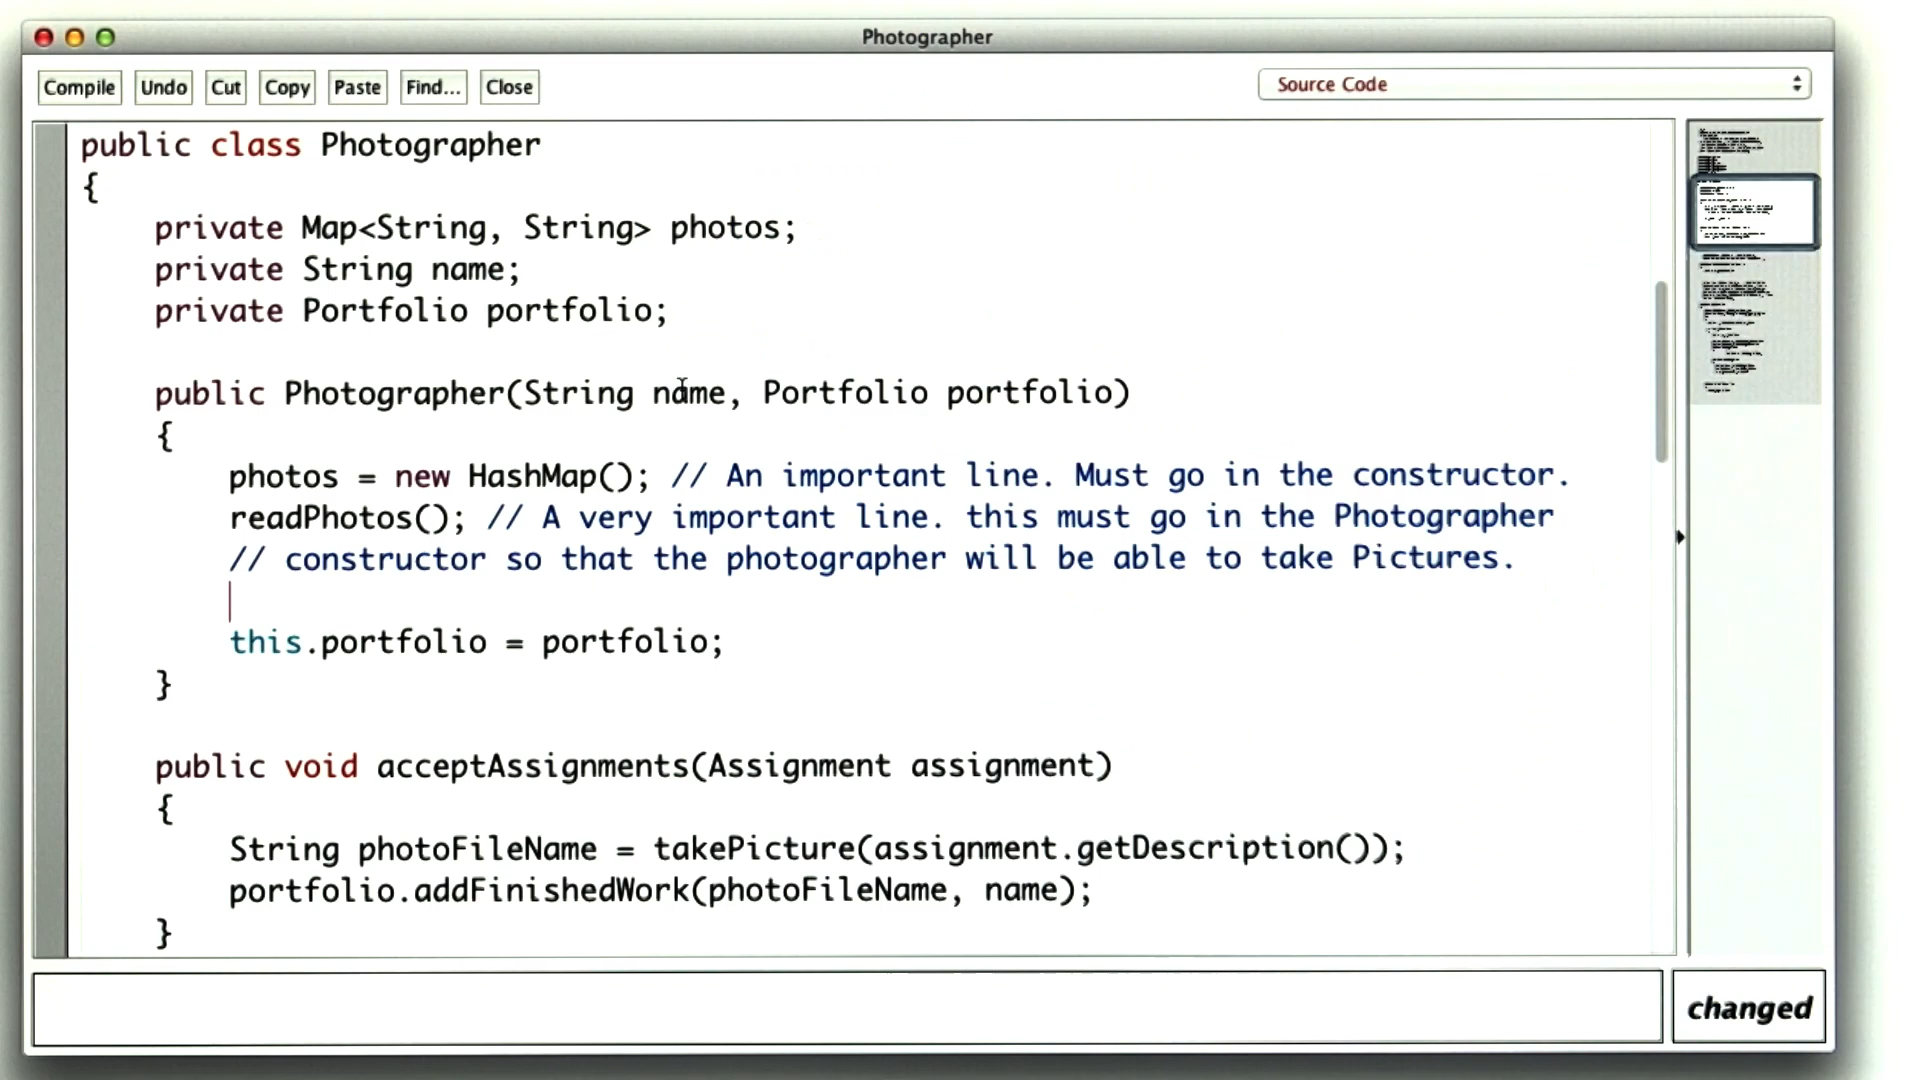 Photographer
Compile Undo Cut Copy Paste Find... Close Source Code
public class Photographer
{
private Map<String, String> photos;
private String name;
private Portfolio portfolio;
public Photographer(String name, Portfolio portfolio)
{
photos = new HashMap(); // An important line. Must go in the constructor.
readPhotos(); // A very important line. this must go in the Photographer
// constructor so that the photographer will be able to take Pictures.
this.portfolio = portfolio;
}
public void acceptAssignments(Assignment assignment)
{
String photoFileName = takePicture(assignment.getDescription());
portfolio.addFinishedWork(photoFileName, name);
}
changed